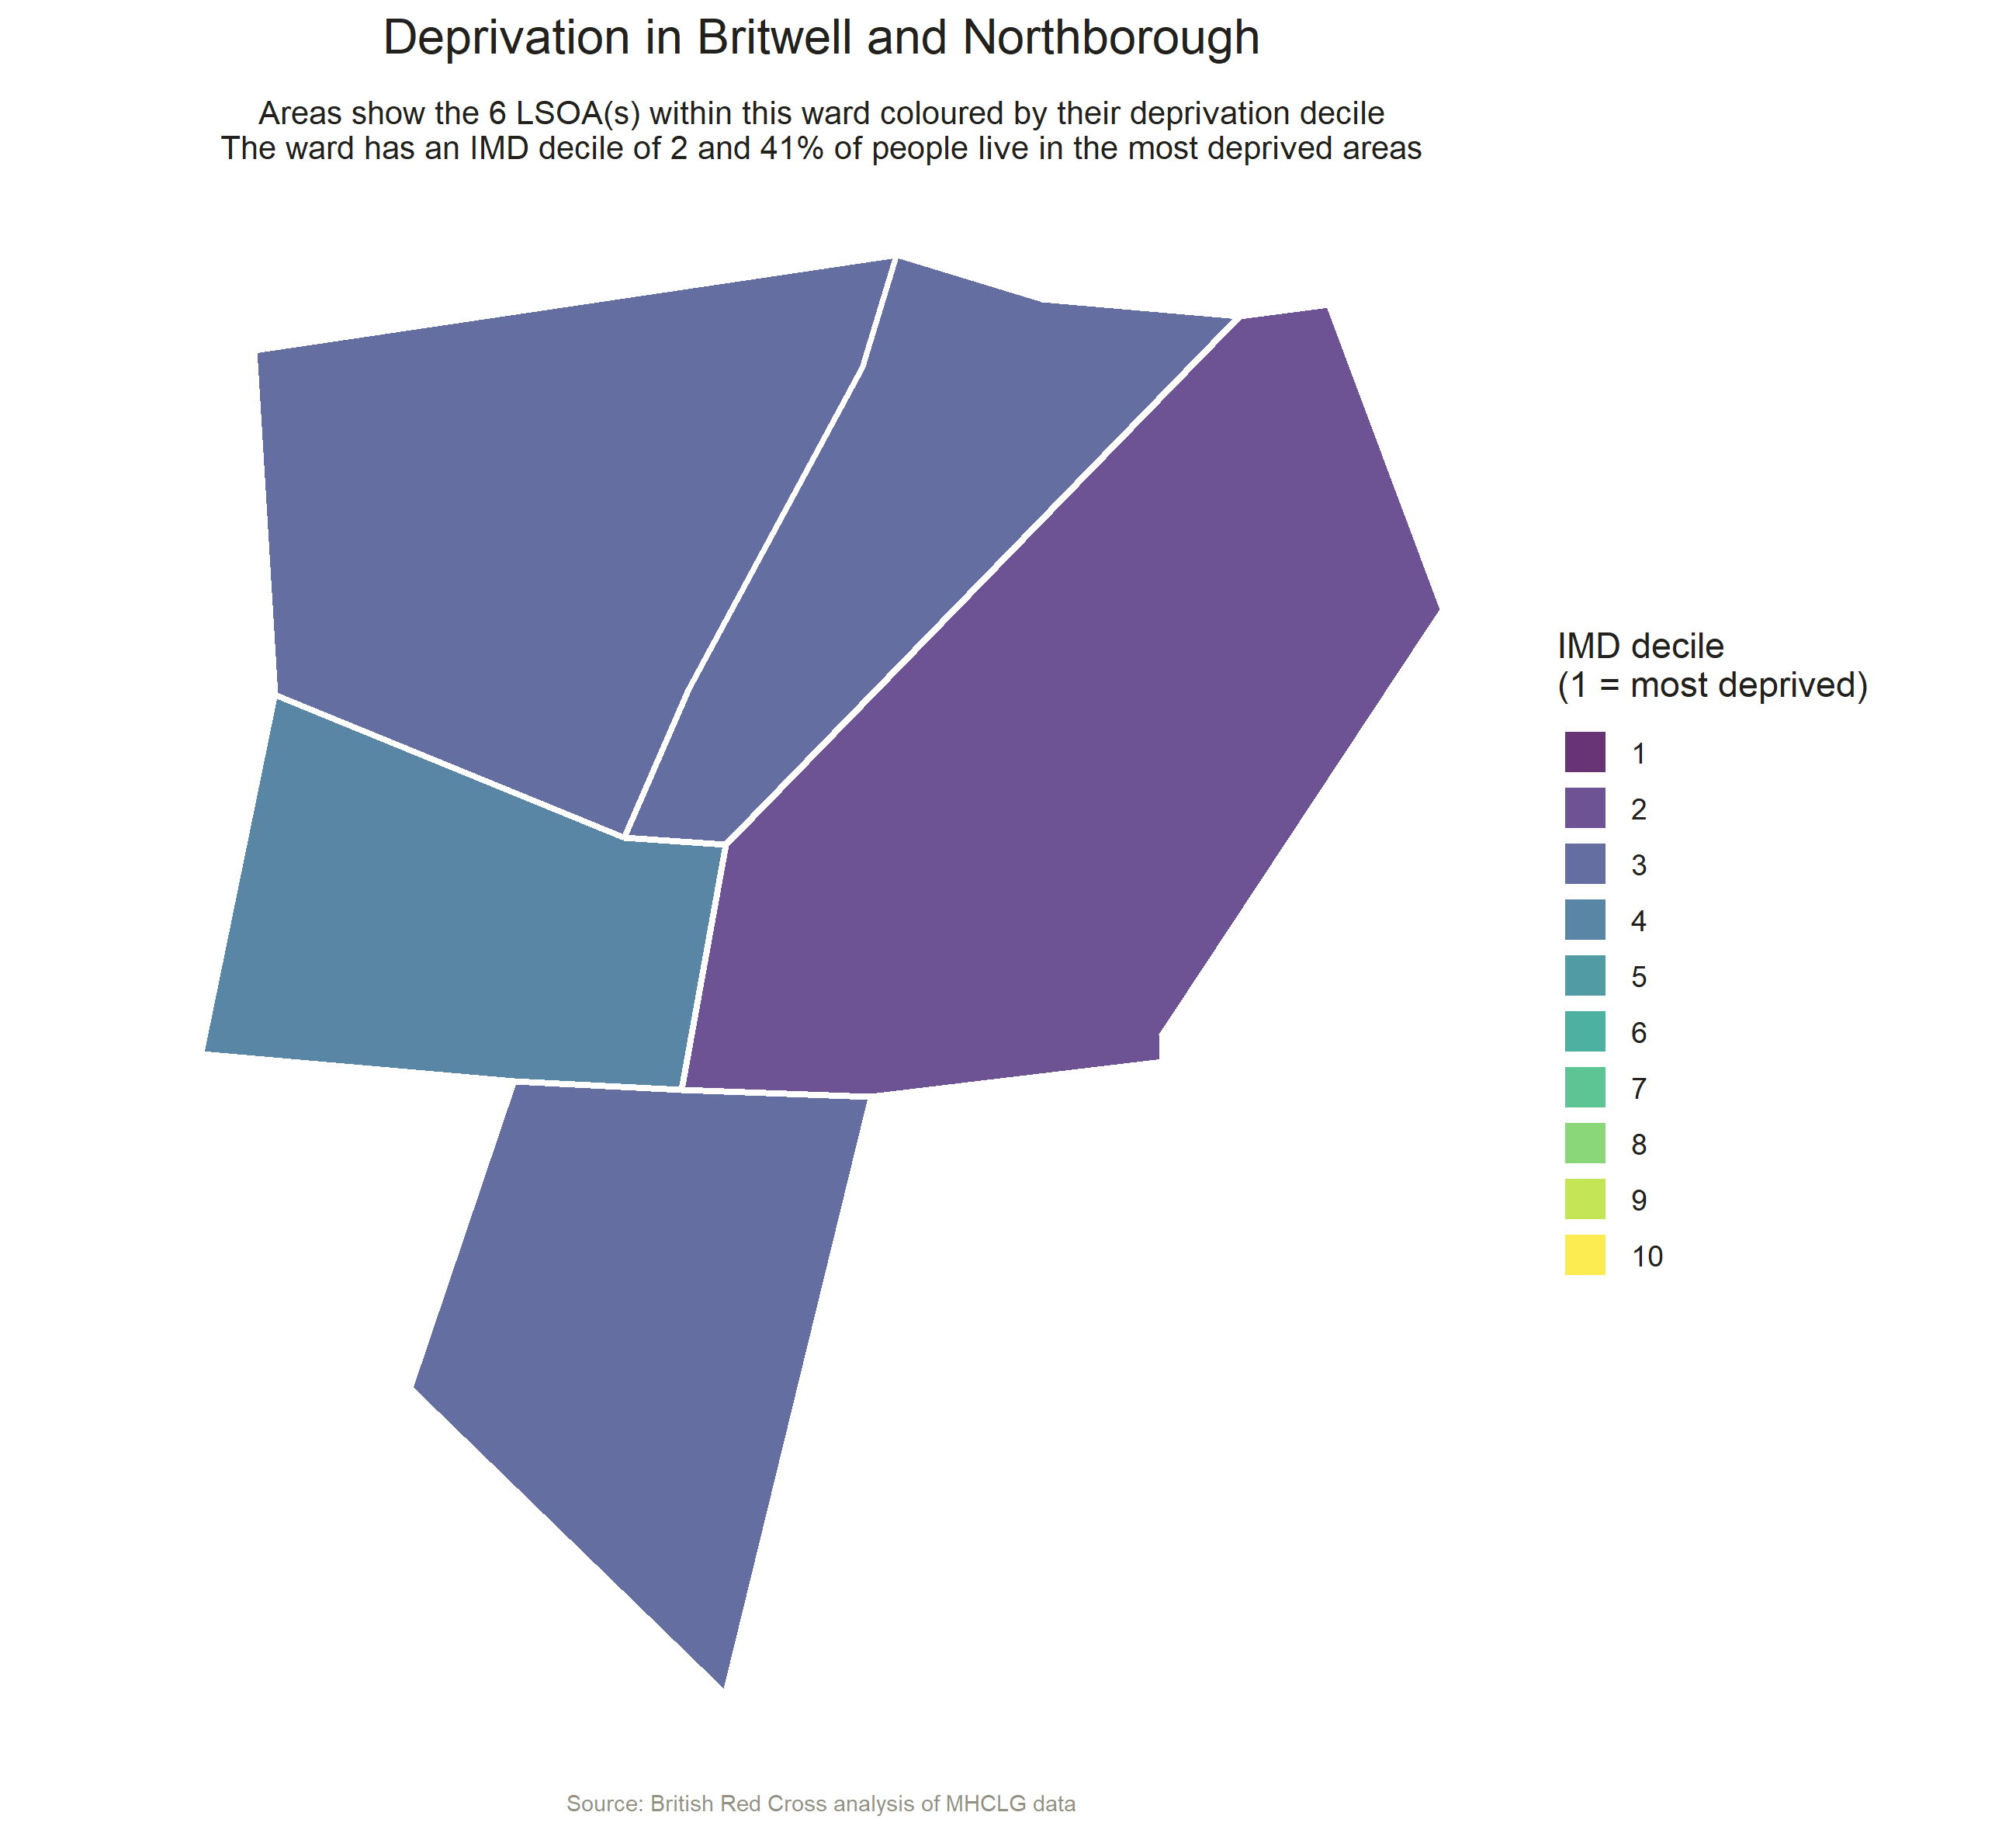 Deprivation in Britwell and Northborough
Areas show the 6 LSOA(s) within this ward coloured by their deprivation decile
The ward has an IMD decile of 2 and 41% of people live in the most deprived areas
IMD decile
(1 = most deprived)
1
2
3
4
5
6
7
8
9
10
Source: British Red Cross analysis of MHCLG data